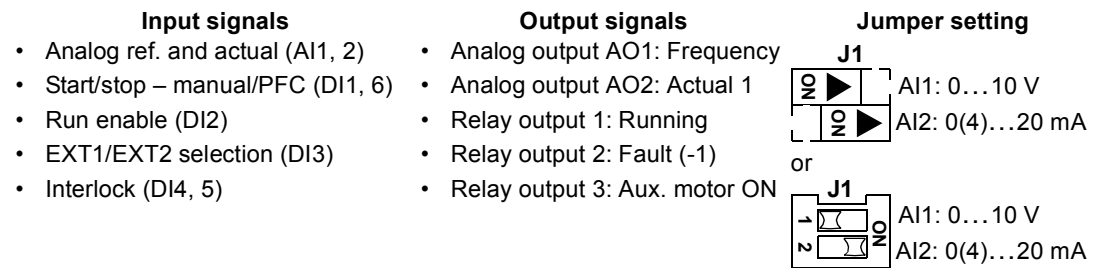 Input signals
• Analog ref. and actual (AI1, 2)
• Start/stop – manual/PFC (DI1, 6)
• Run enable (DI2)
• EXT1/EXT2 selection (DI3)
• Interlock (DI4, 5)
Output signals
• Analog output AO1: Frequency
• Analog output AO2: Actual 1
• Relay output 1: Running
• Relay output 2: Fault (-1)
• Relay output 3: Aux. motor ON
Jumper setting
J1
ON
AI1: 0…10 V
ON
AI2: 0(4)…20 mA
or
J1
1
ON
AI1: 0…10 V
2
AI2: 0(4)…20 mA